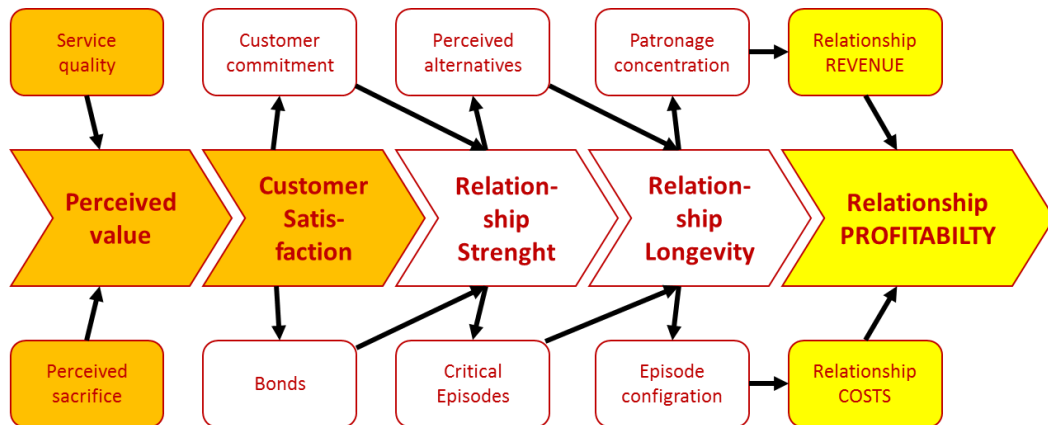 Service
quality
Customer
commitment
Perceived
alternatives
Patronage
concentration
Relationship
REVENUE
Perceived
value
Customer
Satis-
faction
Relation-
ship
Strenght
Relation-
ship
Longevity
Relationship
PROFITABILTY
Perceived
sacrifice
Bonds
Critical
Episodes
Episode
configration
Relationship
COSTS